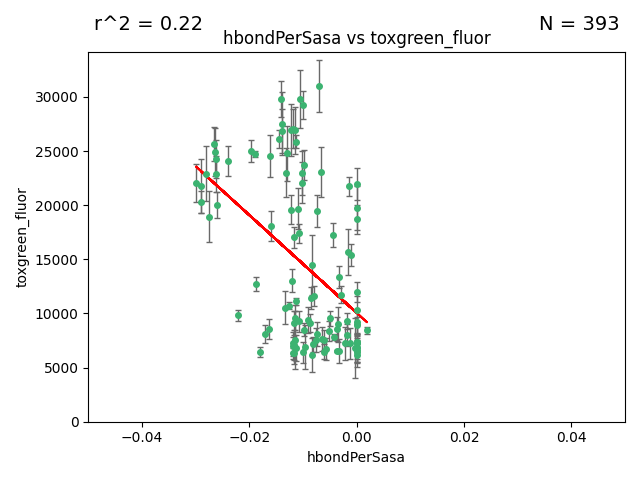 r^2 = 0.22
N = 393
hbondPerSasa vs toxgreen_fluor
toxgreen_fluor
30000
25000
20000
15000
10000
5000
0
−0.04
−0.02
0.00
0.02
0.04
hbondPerSasa